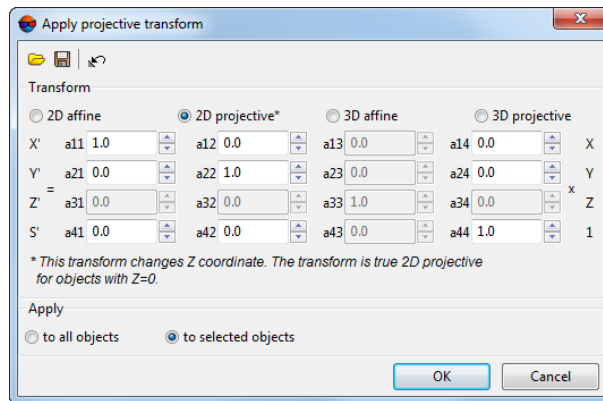 Apply projective transform
Transform
2D affine 2D projective* 3D affine 3D projective
X' a11 1.0 a12 0.0 a13 0.0 a14 0.0 X
Y' a21 0.0 a22 1.0 a23 0.0 a24 0.0 Y
= x
Z' a31 0.0 a32 0.0 a33 1.0 a34 0.0 Z
S' a41 0.0 a42 0.0 a43 0.0 a44 1.0 1
* This transform changes Z coordinate. The transform is true 2D projective
for objects with Z=0.
Apply
to all objects to selected objects
OK Cancel